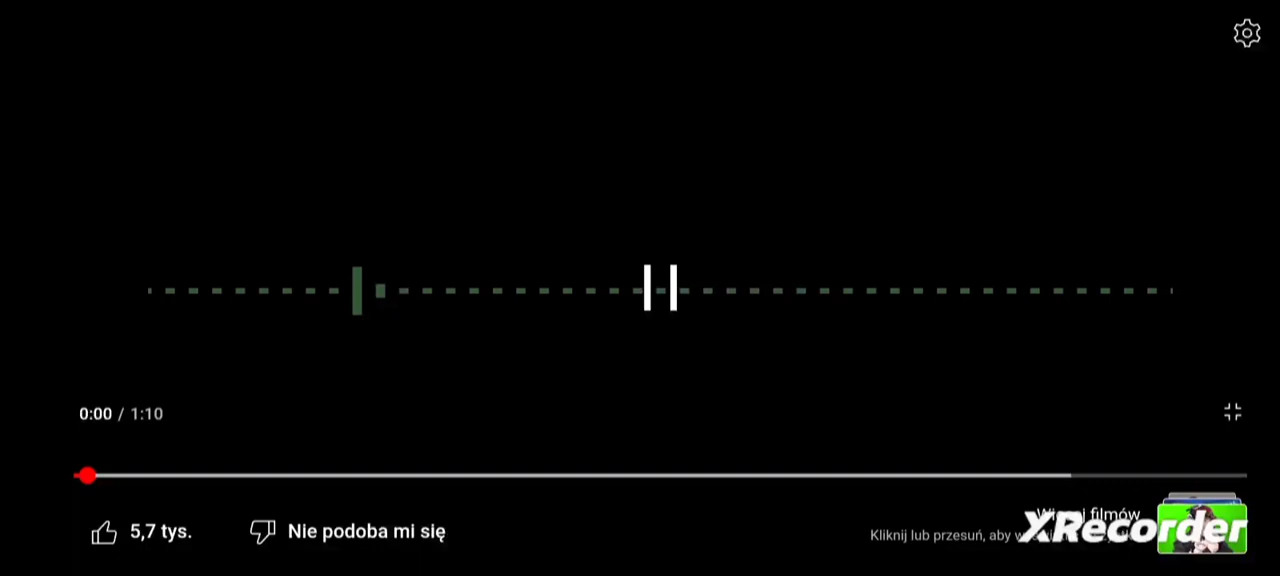 0:00 / 1:10
5,7 tys.
Nie podoba mi się
filmów
Kliknij lub przesuń, aby
XRecorder